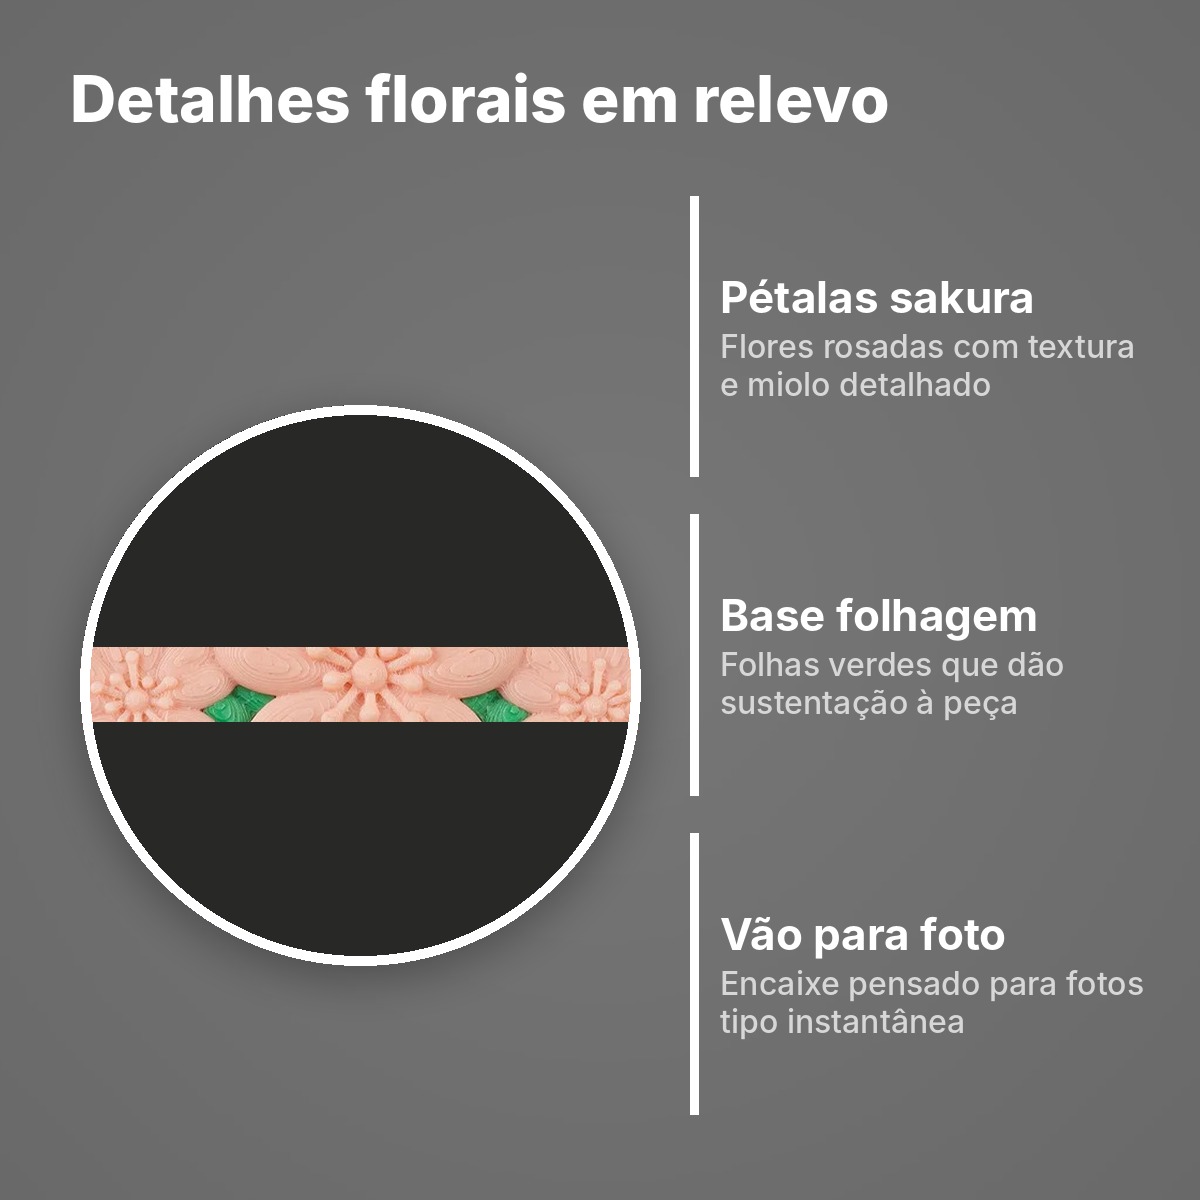 Detalhes florais em relevo
Pétalas sakura
Flores rosadas com textura
e miolo detalhado
Base folhagem
Folhas verdes que dão
sustentação à peça
Vão para foto
Encaixe pensado para fotos
tipo instantânea